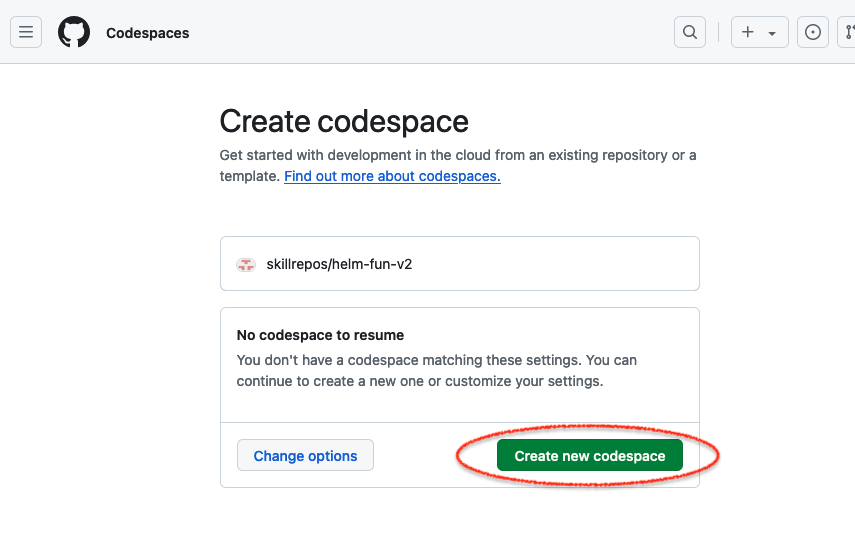 Codespaces
Create codespace
Get started with development in the cloud from an existing repository or a
template. Find out more about codespaces.
skillrepos/helm-fun-v2
No codespace to resume
You don't have a codespace matching these settings. You can
continue to create a new one or customize your settings.
Change options
Create new codespace